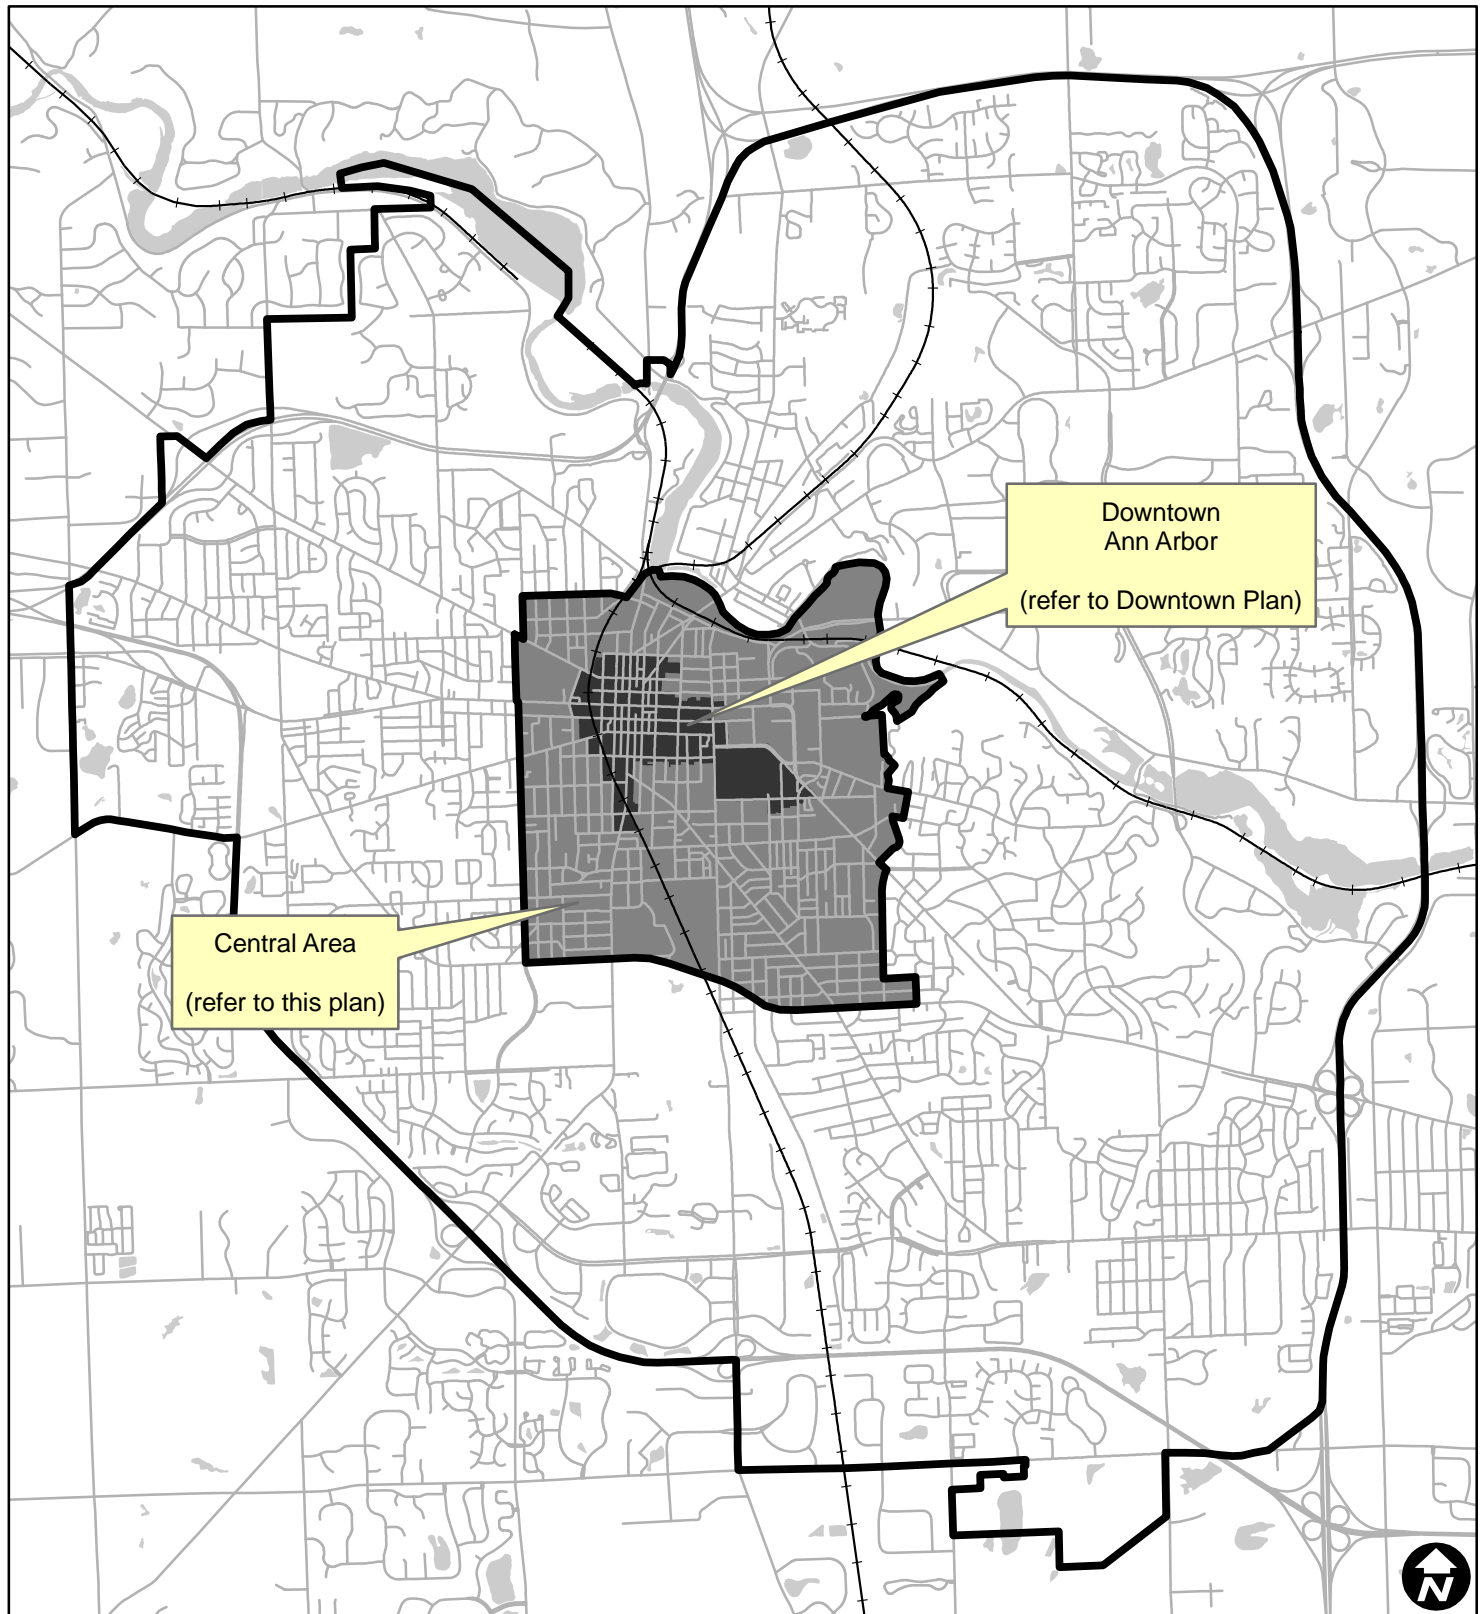 Downtown
Ann Arbor
(refer to Downtown Plan)
Central Area
(refer to this plan)
N